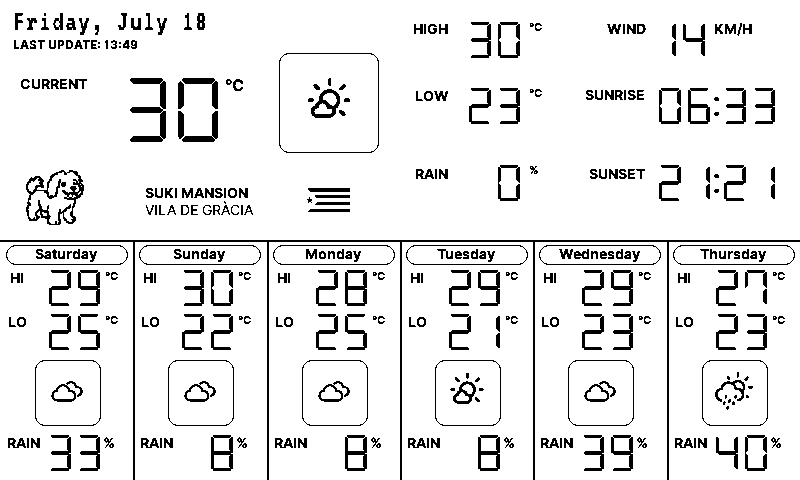 Friday, July 18
LAST UPDATE: 13:49
CURRENT 30 °C
SUKI MANSION
VILA DE GRÀCIA
HIGH 30 °C
WIND 14 KM/H
LOW 23 °C
SUNRISE 06:33
RAIN 0 %
SUNSET 21:21
Saturday
HI 29 °C
LO 25 °C
RAIN 33 %
Sunday
HI 30 °C
LO 22 °C
RAIN 8 %
Monday
HI 28 °C
LO 25 °C
RAIN 8 %
Tuesday
HI 29 °C
LO 21 °C
RAIN 8 %
Wednesday
HI 29 °C
LO 23 °C
RAIN 39 %
Thursday
HI 27 °C
LO 23 °C
RAIN 40 %